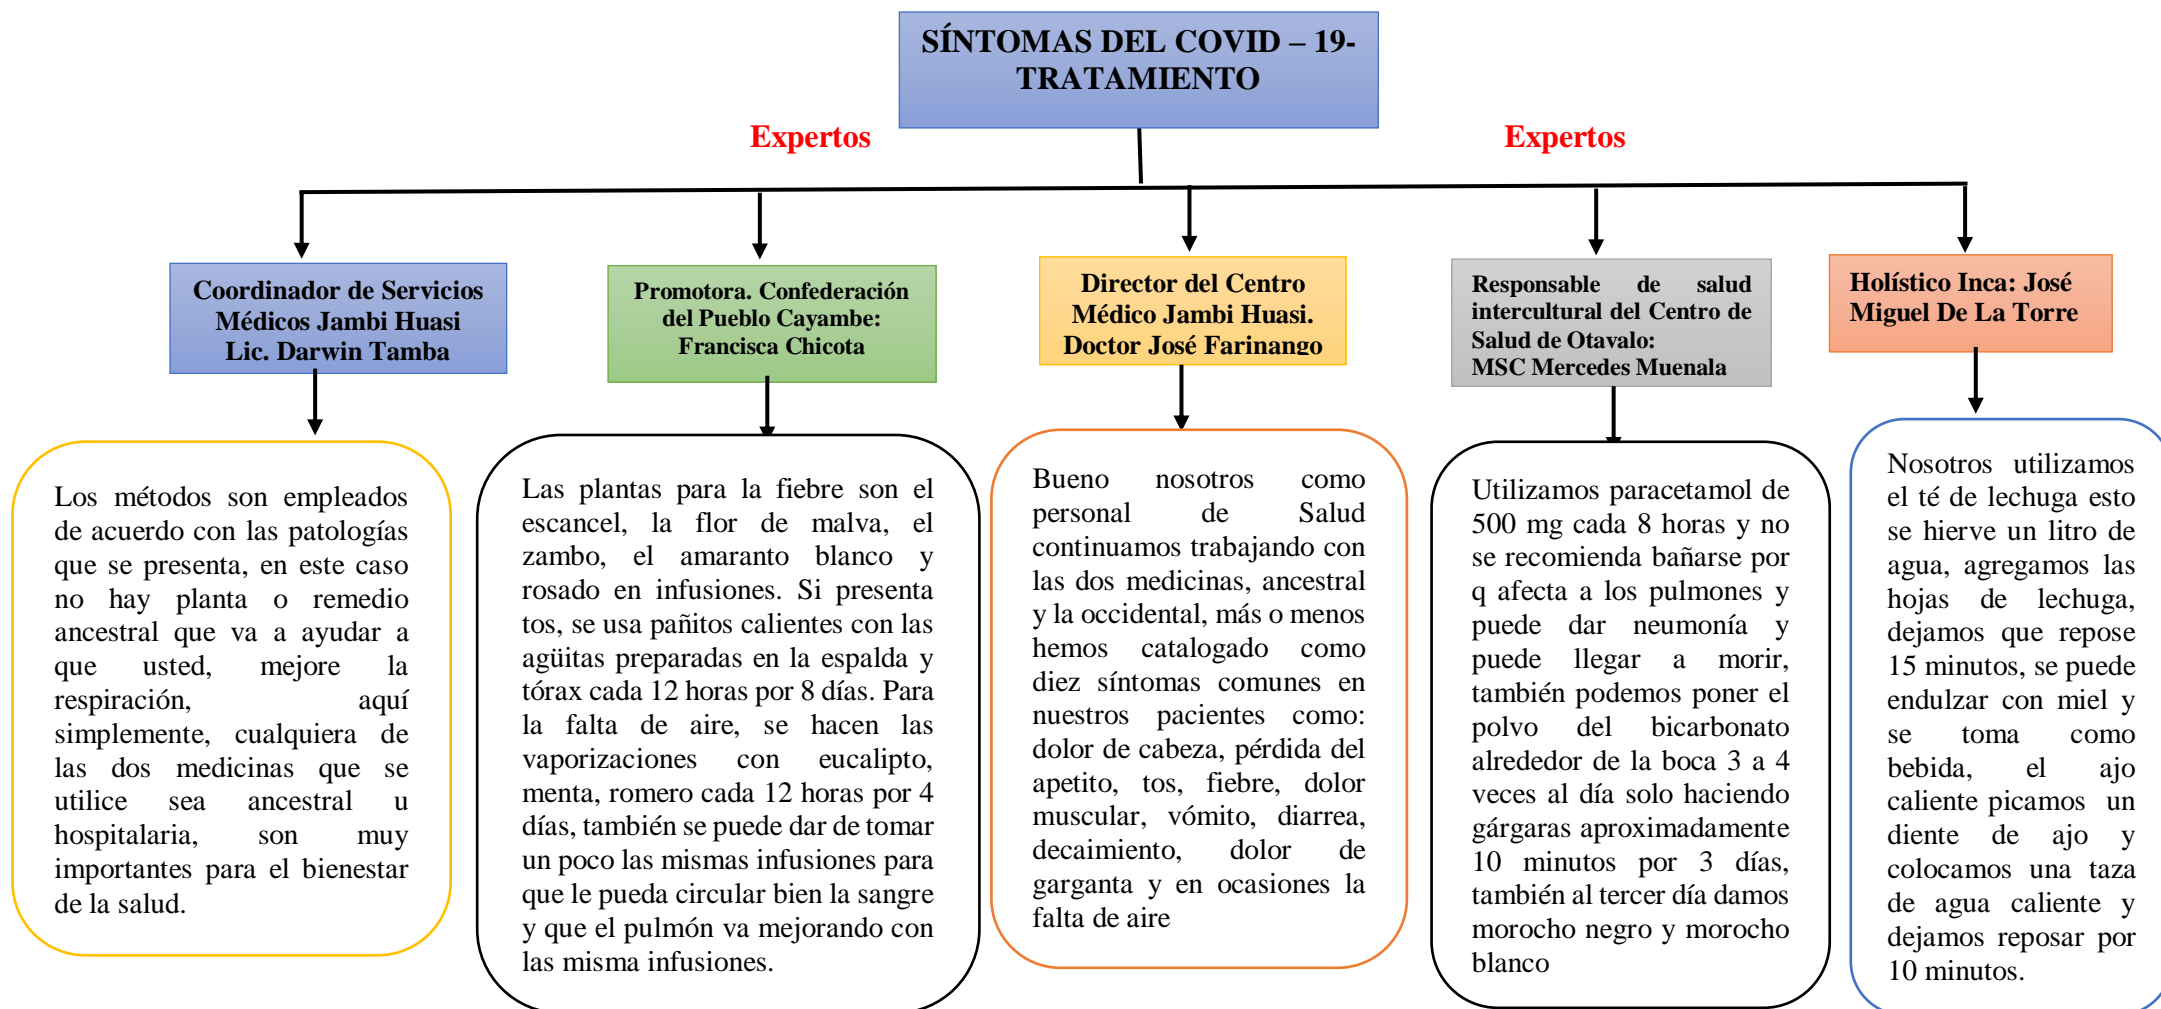 SÍNTOMAS DEL COVID – 19-
TRATAMIENTO
Expertos
Expertos
Coordinador de Servicios
Médicos Jambi Huasi
Lic. Darwin Tamba
Promotora. Confederación
del Pueblo Cayambe:
Francisca Chicota
Director del Centro
Médico Jambi Huasi.
Doctor José Farinango
Responsable de salud
intercultural del Centro de
Salud de Otavalo:
MSC Mercedes Muenala
Holístico Inca: José
Miguel De La Torre
Los métodos son empleados
de acuerdo con las patologías
que se presenta, en este caso
no hay planta o remedio
ancestral que va a ayudar a
que usted, mejore la
respiración, aquí
simplemente, cualquiera de
las dos medicinas que se
utilice sea ancestral u
hospitalaria, son muy
importantes para el bienestar
de la salud.
Las plantas para la fiebre son el
escancel, la flor de malva, el
zambo, el amaranto blanco y
rosado en infusiones. Si presenta
tos, se usa pañitos calientes con las
agüitas preparadas en la espalda y
tórax cada 12 horas por 8 días. Para
la falta de aire, se hacen las
vaporizaciones con eucalipto,
menta, romero cada 12 horas por 4
días, también se puede dar de tomar
un poco las mismas infusiones para
que le pueda circular bien la sangre
y que el pulmón va mejorando con
las misma infusiones.
Bueno nosotros como
personal de Salud
continuamos trabajando con
las dos medicinas, ancestral
y la occidental, más o menos
hemos catalogado como
diez síntomas comunes en
nuestros pacientes como:
dolor de cabeza, pérdida del
apetito, tos, fiebre, dolor
muscular, vómito, diarrea,
decaimiento, dolor de
garganta y en ocasiones la
falta de aire
Utilizamos paracetamol de
500 mg cada 8 horas y no
se recomienda bañarse por
q afecta a los pulmones y
puede dar neumonía y
puede llegar a morir,
también podemos poner el
polvo del bicarbonato
alrededor de la boca 3 a 4
veces al día solo haciendo
gárgaras aproximadamente
10 minutos por 3 días,
también al tercer día damos
morocho negro y morocho
blanco
Nosotros utilizamos
el té de lechuga esto
se hierve un litro de
agua, agregamos las
hojas de lechuga,
dejamos que repose
15 minutos, se puede
endulzar con miel y
se toma como
bebida, el ajo
caliente picamos un
diente de ajo y
colocamos una taza
de agua caliente y
dejamos reposar por
10 minutos.